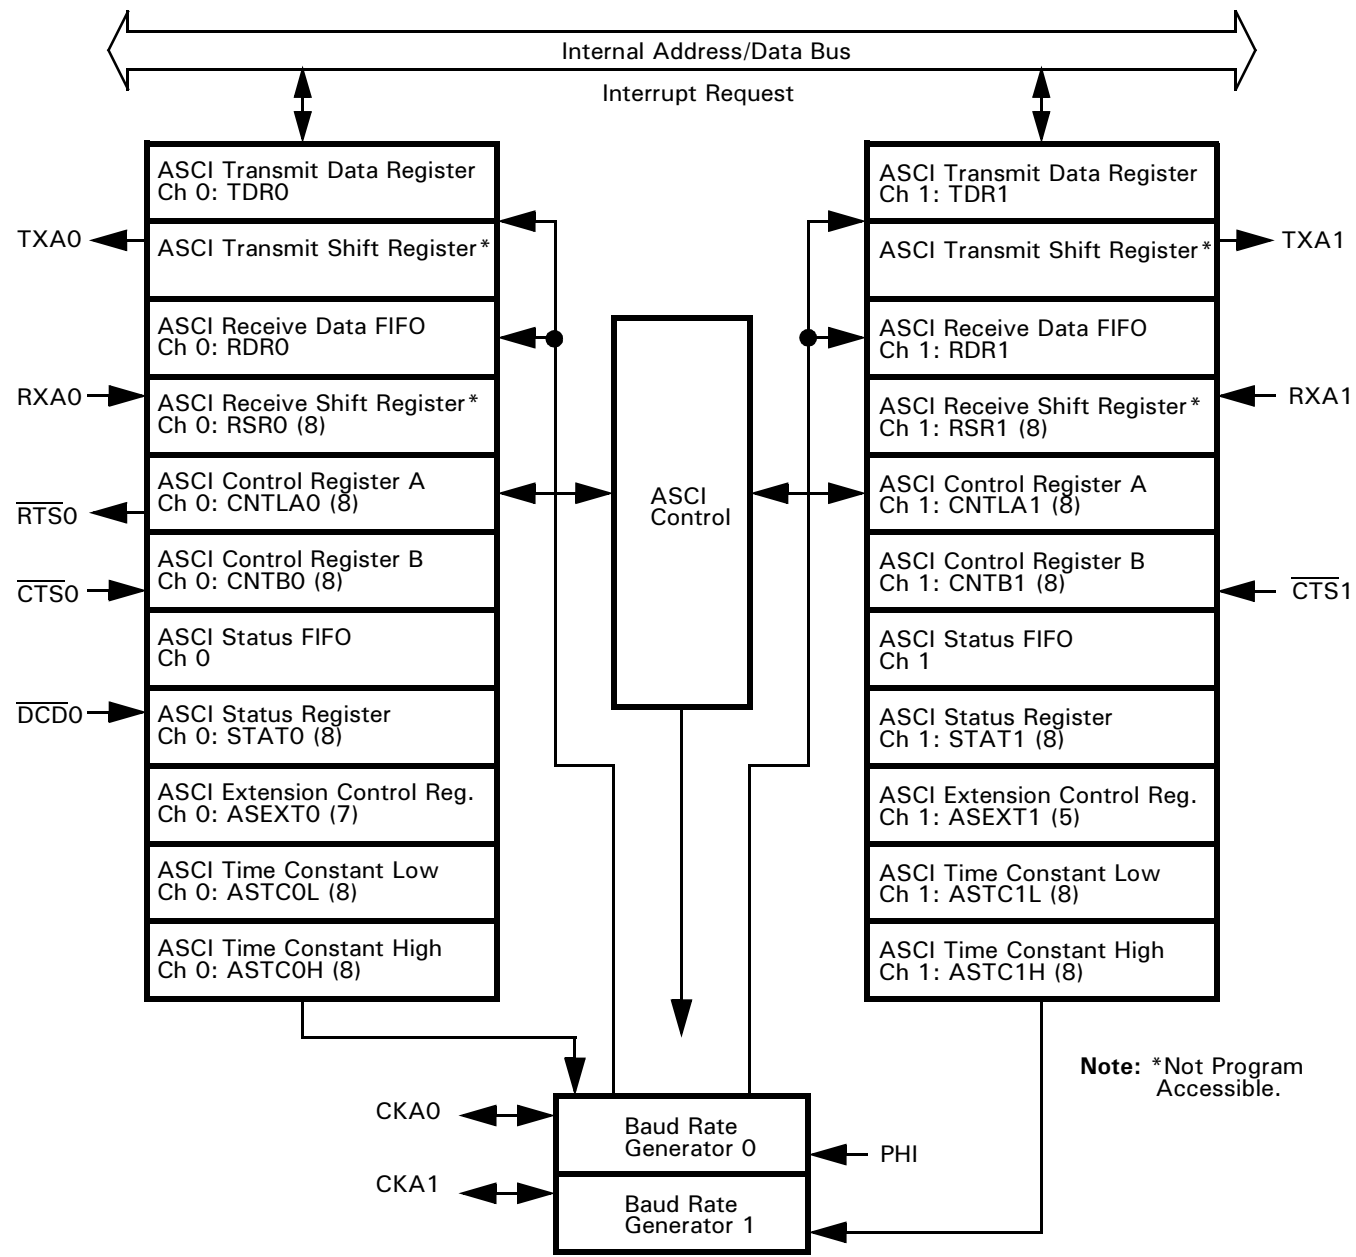 Internal Address/Data Bus
Interrupt Request
ASCI Transmit Data Register
Ch 0: TDR0
TXA0
ASCI Transmit Shift Register*
ASCI Receive Data FIFO
Ch 0: RDR0
RXA0
ASCI Receive Shift Register*
Ch 0: RSR0 (8)
ASCI Control Register A
Ch 0: CNTLA0 (8)
RTS0
ASCI Control Register B
Ch 0: CNTB0 (8)
CTS0
ASCI Status FIFO
Ch 0
DCD0
ASCI Status Register
Ch 0: STAT0 (8)
ASCI Extension Control Reg.
Ch 0: ASEXT0 (7)
ASCI Time Constant Low
Ch 0: ASTC0L (8)
ASCI Time Constant High
Ch 0: ASTC0H (8)
ASCI
Control
ASCI Transmit Data Register
Ch 1: TDR1
ASCI Transmit Shift Register*
TXA1
ASCI Receive Data FIFO
Ch 1: RDR1
ASCI Receive Shift Register*
Ch 1: RSR1 (8)
RXA1
ASCI Control Register A
Ch 1: CNTLA1 (8)
ASCI Control Register B
Ch 1: CNTB1 (8)
CTS1
ASCI Status FIFO
Ch 1
ASCI Status Register
Ch 1: STAT1 (8)
ASCI Extension Control Reg.
Ch 1: ASEXT1 (5)
ASCI Time Constant Low
Ch 1: ASTC1L (8)
ASCI Time Constant High
Ch 1: ASTC1H (8)
Note: *Not Program
Accessible.
CKA0
Baud Rate
Generator 0
PHI
CKA1
Baud Rate
Generator 1